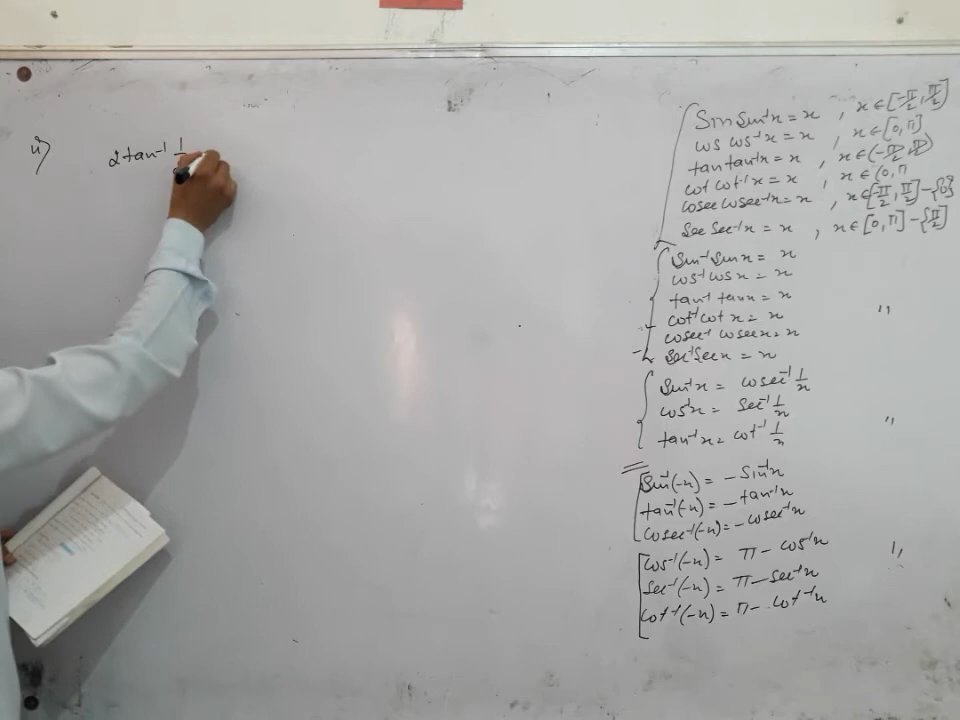 ii) 2tan⁻¹ 1/
Sin Sin⁻¹x = x , x ∈ [-π/2, π/2]
cos cos⁻¹x = x , x ∈ [0, π]
tan tan⁻¹x = x , x ∈ (-π/2, π/2)
cot cot⁻¹x = x , x ∈ (0, π
cosec cosec⁻¹x = x , x ∈ [-π/2, π/2] - {0}
Sec Sec⁻¹x = x , x ∈ [0, π] - {π/2]
Sin⁻¹ Sin x = x
cos⁻¹ cos x = x
tan⁻¹ tan x = x
cot⁻¹ cot x = x "
cosec⁻¹ cosec x = x
Sec⁻¹ Sec x = x
Sin⁻¹x = cosec⁻¹ 1/x
cos⁻¹x = Sec⁻¹ 1/x
tan⁻¹x = cot⁻¹ 1/x "
Sin⁻¹(-x) = - Sin⁻¹x
tan⁻¹(-x) = - tan⁻¹x
cosec⁻¹(-x) = - cosec⁻¹x
cos⁻¹(-x) = π - cos⁻¹x "
Sec⁻¹(-x) = π - Sec⁻¹x
cot⁻¹(-x) = π - cot⁻¹x